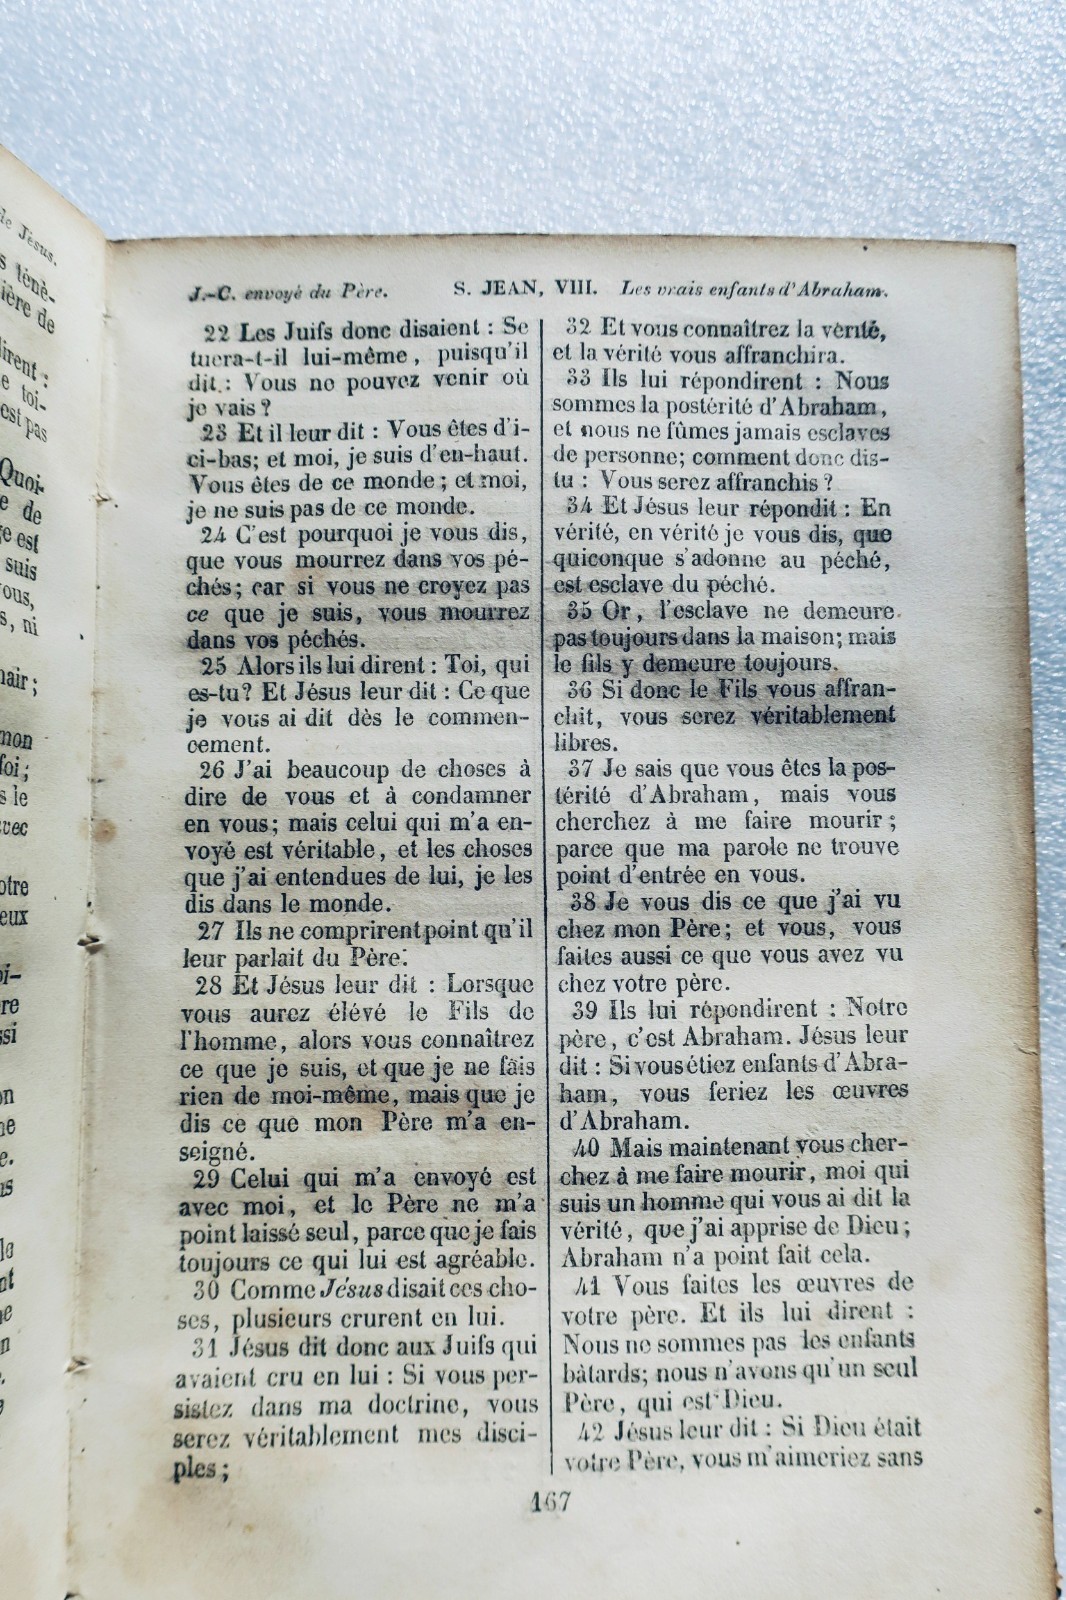 de Jésus.
ténè-
ière de
dirent :
toi-
est pas
Quoi-
de
est
suis
vous,
ni
mon
le
avec
J.-C. envoyé du Père. S. JEAN, VIII. Les vrais enfants d'Abraham.
22 Les Juifs donc disaient : Se
tuera-t-il lui-même, puisqu'il
dit : Vous ne pouvez venir où
je vais ?
23 Et il leur dit : Vous êtes d'i-
ci-bas; et moi, je suis d'en-haut.
Vous êtes de ce monde; et moi,
je ne suis pas de ce monde.
24 C'est pourquoi je vous dis,
que vous mourrez dans vos pé-
chés; car si vous ne croyez pas
ce que je suis, vous mourrez
dans vos péchés.
25 Alors ils lui dirent : Toi, qui
es-tu? Et Jésus leur dit : Ce que
je vous ai dit dès le commen-
cement.
26 J'ai beaucoup de choses à
dire de vous et à condamner
en vous; mais celui qui m'a en-
voyé est véritable, et les choses
que j'ai entendues de lui, je les
dis dans le monde.
27 Ils ne comprirent point qu'il
leur parlait du Père.
28 Et Jésus leur dit : Lorsque
vous aurez élévé le Fils de
l'homme, alors vous connaîtrez
ce que je suis, et que je ne fais
rien de moi-même, mais que je
dis ce que mon Père m'a en-
seigné.
29 Celui qui m'a envoyé est
avec moi, et le Père ne m'a
point laissé seul, parce que je fais
toujours ce qui lui est agréable.
30 Comme Jésus disait ces cho-
ses, plusieurs crurent en lui.
31 Jésus dit donc aux Juifs qui
avaient cru en lui : Si vous per-
sistez dans ma doctrine, vous
serez véritablement mes disci-
ples;
32 Et vous connaîtrez la vérité,
et la vérité vous affranchira.
33 Ils lui répondirent : Nous
sommes la postérité d'Abraham,
et nous ne fûmes jamais esclaves
de personne; comment donc dis-
tu : Vous serez affranchis ?
34 Et Jésus leur répondit : En
vérité, en vérité je vous dis, que
quiconque s'adonne au péché,
est esclave du péché.
35 Or, l'esclave ne demeure
pas toujours dans la maison; mais
le fils y demeure toujours.
36 Si donc le Fils vous affran-
chit, vous serez véritablement
libres.
37 Je sais que vous êtes la pos-
térité d'Abraham, mais vous
cherchez à me faire mourir;
parce que ma parole ne trouve
point d'entrée en vous.
38 Je vous dis ce que j'ai vu
chez mon Père; et vous, vous
faites aussi ce que vous avez vu
chez votre père.
39 Ils lui répondirent : Notre
père, c'est Abraham. Jésus leur
dit : Si vous étiez enfants d'Abra-
ham, vous feriez les œuvres
d'Abraham.
40 Mais maintenant vous cher-
chez à me faire mourir, moi qui
suis un homme qui vous ai dit la
vérité, que j'ai apprise de Dieu;
Abraham n'a point fait cela.
41 Vous faites les œuvres de
votre père. Et ils lui dirent :
Nous ne sommes pas les enfants
bâtards; nous n'avons qu'un seul
Père, qui est Dieu.
42 Jésus leur dit : Si Dieu était
votre Père, vous m'aimeriez sans
167